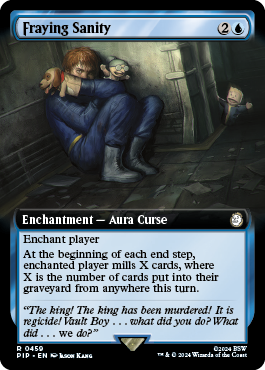 Fraying Sanity 2
Enchantment — Aura Curse
Enchant player
At the beginning of each end step,
enchanted player mills X cards, where
X is the number of cards put into their
graveyard from anywhere this turn.
“The king! The king has been murdered! It is
regicide! Vault Boy . . . what did you do? What
did . . . we do?”
R 0459
PIP • EN Jason Kang
™ & © 2024 Wizards of the Coast
©2024 BSW